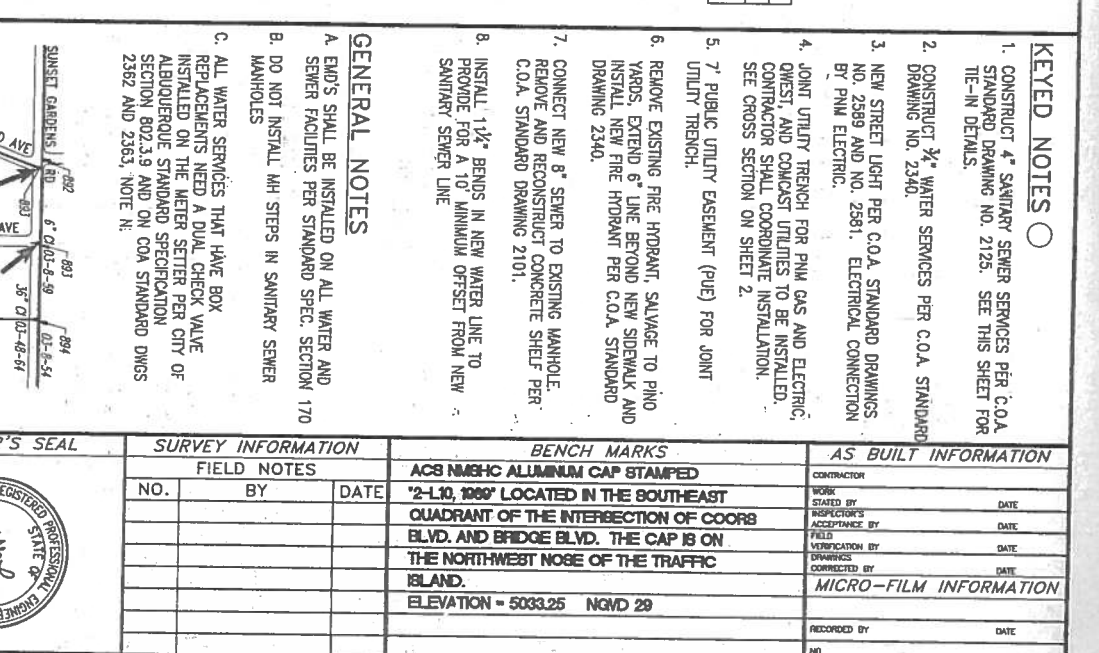 KEYED NOTES
1. CONSTRUCT 4" SANITARY SEWER SERVICES PER C.O.A.
STANDARD DRAWING NO. 2125. SEE THIS SHEET FOR
TIE-IN DETAILS.
2. CONSTRUCT ¾" WATER SERVICES PER C.O.A. STANDARD
DRAWING NO. 2340.
3. NEW STREET LIGHT PER C.O.A. STANDARD DRAWINGS
NO. 2589 AND NO. 2581. ELECTRICAL CONNECTION
BY PNM ELECTRIC.
4. JOINT UTILITY TRENCH FOR PNM GAS AND ELECTRIC,
QWEST, AND COMCAST UTILITIES TO BE INSTALLED.
CONTRACTOR SHALL COORDINATE INSTALLATION.
SEE CROSS SECTION ON SHEET 2.
5. 7' PUBLIC UTILITY EASEMENT (PUE) FOR JOINT
UTILITY TRENCH.
6. REMOVE EXISTING FIRE HYDRANT, SALVAGE TO PINO
YARDS, EXTEND 6" LINE BEYOND NEW SIDEWALK AND
INSTALL NEW FIRE HYDRANT PER C.O.A. STANDARD
DRAWING 2340.
7. CONNECT NEW 8" SEWER TO EXISTING MANHOLE.
REMOVE AND RECONSTRUCT CONCRETE SHELF PER
C.O.A. STANDARD DRAWING 2101.
8. INSTALL 11¼° BENDS IN NEW WATER LINE TO
PROVIDE FOR A 10' MINIMUM OFFSET FROM NEW
SANITARY SEWER LINE
GENERAL NOTES
A. EMD'S SHALL BE INSTALLED ON ALL WATER AND
SEWER FACILITIES PER STANDARD SPEC. SECTION 170
B. DO NOT INSTALL MH STEPS IN SANITARY SEWER
MANHOLES
C. ALL WATER SERVICES THAT HAVE BOX
REPLACEMENTS NEED A DUAL CHECK VALVE
INSTALLED ON THE METER SETTER PER CITY OF
ALBUQUERQUE STANDARD SPECIFICATION
SECTION 802.3.9 AND ON COA STANDARD DWGS
2362 AND 2363, NOTE N.
SUNSET GARDENS RD
892
893
893
894
6" CI 03-8-59
03-8-54
36" CI 03-48-64
AVE
AVE
'S SEAL
REGISTERED PROFESSIONAL ENGINEER
STATE OF
SURVEY INFORMATION
FIELD NOTES
NO. BY DATE
BENCH MARKS
ACS NMSHC ALUMINUM CAP STAMPED
"2-L10, 1969" LOCATED IN THE SOUTHEAST
QUADRANT OF THE INTERSECTION OF COORS
BLVD. AND BRIDGE BLVD. THE CAP IS ON
THE NORTHWEST NOSE OF THE TRAFFIC
ISLAND.
ELEVATION = 5033.25 NGVD 29
AS BUILT INFORMATION
CONTRACTOR
WORK
STATED BY DATE
INSPECTOR'S
ACCEPTANCE BY DATE
FIELD
VERIFICATION BY DATE
DRAWINGS
CORRECTED BY DATE
MICRO-FILM INFORMATION
RECORDED BY DATE
NO.